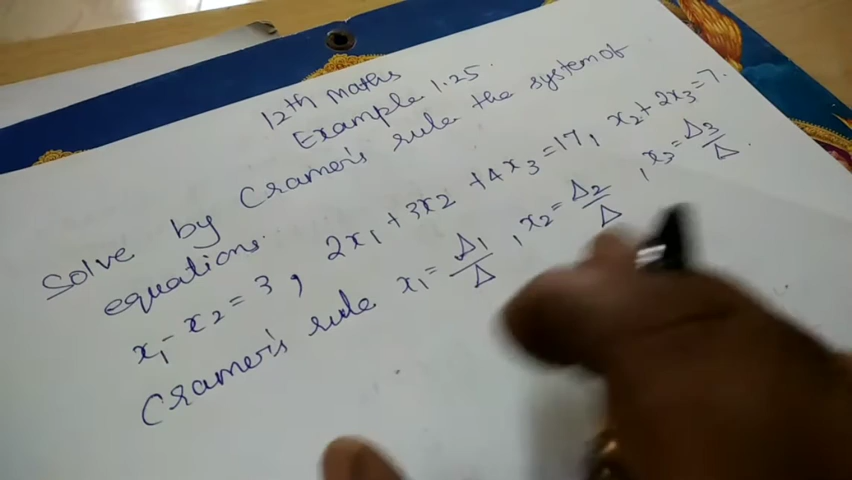 12th Maths
Example 1.25.
Solve by Cramer's rule the system of
equations. x₁ - x₂ = 3, 2x₁ + 3x2 + 4x₃ = 17, x₂ + 2x₃ = 7.
Cramer's rule x₁ = Δ₁/Δ, x₂ = Δ₂/Δ, x₃ = Δ₃/Δ.